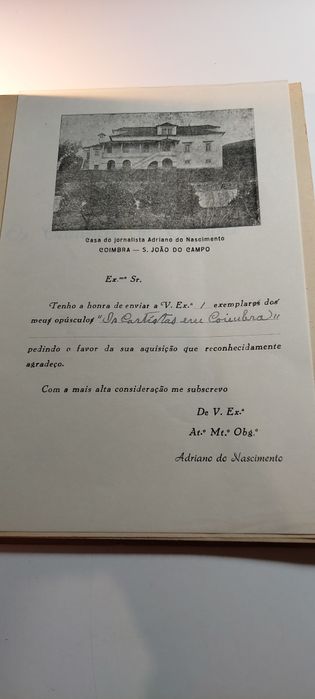 Casa do jornalista Adriano do Nascimento
COIMBRA — S. JOÃO DO CAMPO
Ex.mo Sr.
Tenho a honra de enviar a V. Ex.ª 1 exemplares dos
meus opúsculos "Os Carlistas em Coimbra"
pedindo o favor da sua aquisição que reconhecidamente
agradeço.
Com a mais alta consideração me subscrevo
De V. Ex.ª
At.º Mt.º Obg.º
Adriano do Nascimento